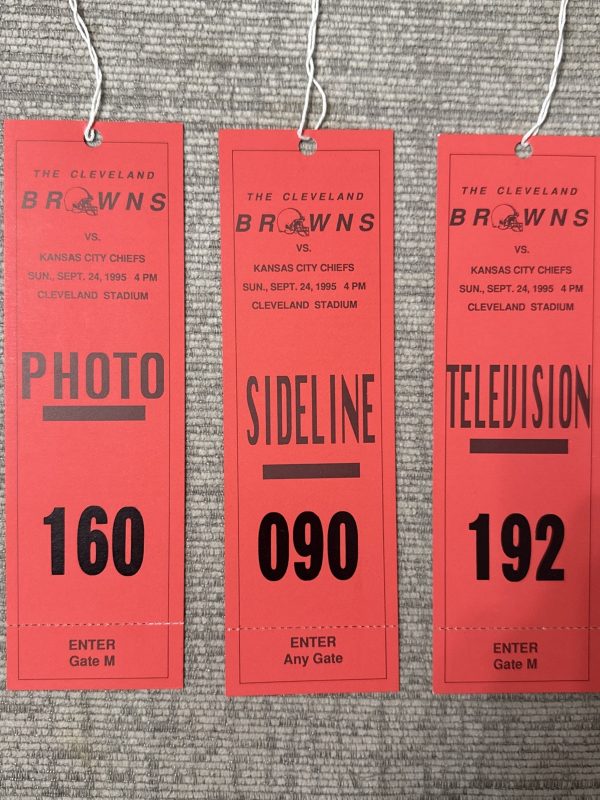 THE CLEVELAND
BROWNS
VS.
KANSAS CITY CHIEFS
SUN., SEPT. 24, 1995 4 PM
CLEVELAND STADIUM
PHOTO
160
ENTER
Gate M
THE CLEVELAND
BROWNS
VS.
KANSAS CITY CHIEFS
SUN., SEPT. 24, 1995 4 PM
CLEVELAND STADIUM
SIDELINE
090
ENTER
Any Gate
THE CLEVELAND
BROWNS
VS.
KANSAS CITY CHIEFS
SUN., SEPT. 24, 1995 4 PM
CLEVELAND STADIUM
TELEVISION
192
ENTER
Gate M